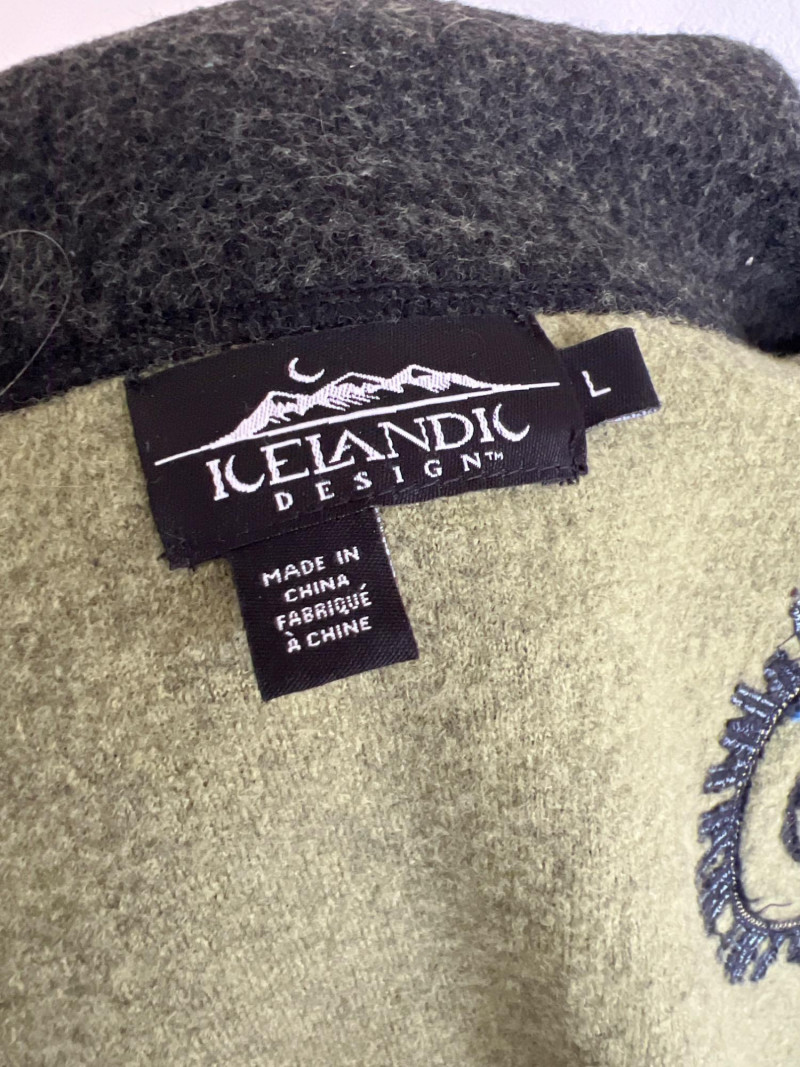 ICELANDIC
DESIGN™
L
MADE IN
CHINA
FABRIQUÉ
À CHINE